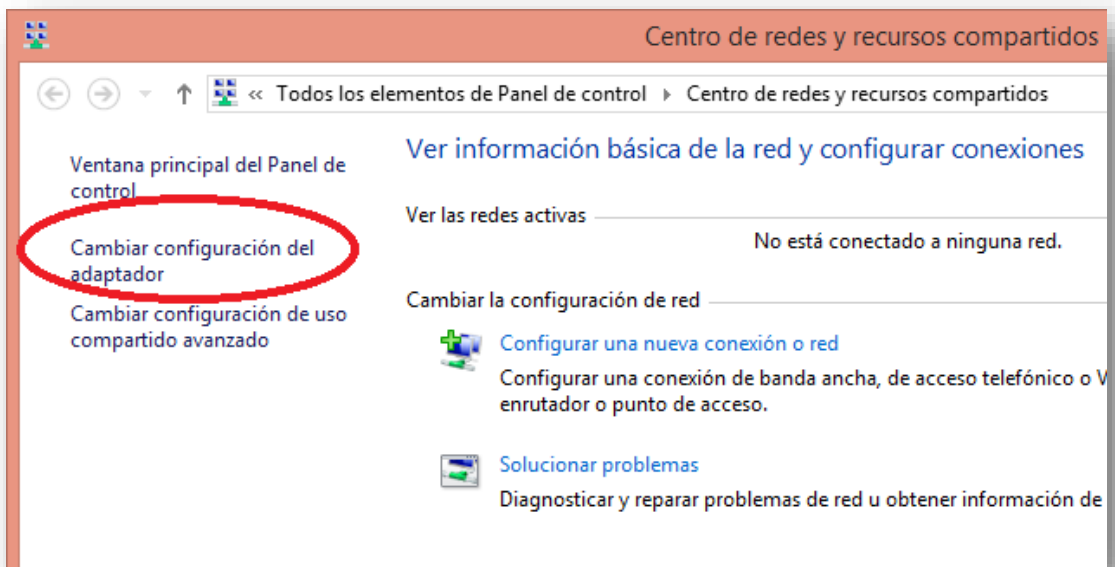 Centro de redes y recursos compartidos
« Todos los elementos de Panel de control ▸ Centro de redes y recursos compartidos
Ventana principal del Panel de
control
Cambiar configuración del
adaptador
Cambiar configuración de uso
compartido avanzado
Ver información básica de la red y configurar conexiones
Ver las redes activas
No está conectado a ninguna red.
Cambiar la configuración de red
Configurar una nueva conexión o red
Configurar una conexión de banda ancha, de acceso telefónico o V
enrutador o punto de acceso.
Solucionar problemas
Diagnosticar y reparar problemas de red u obtener información de